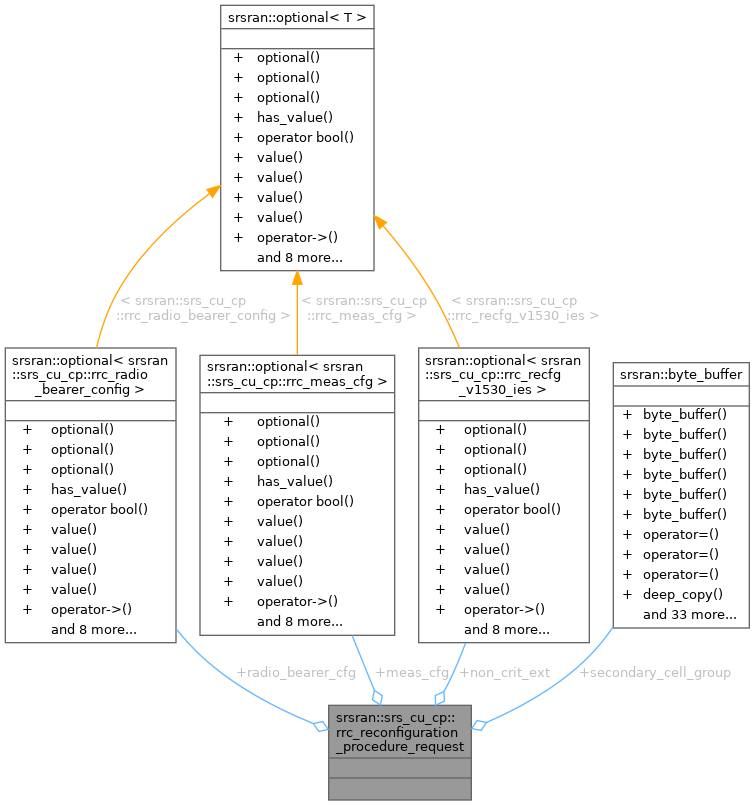 srsran::optional< T >
+ optional()
+ optional()
+ optional()
+ has_value()
+ operator bool()
+ value()
+ value()
+ value()
+ value()
+ operator->()
and 8 more...
< srsran::srs_cu_cp
::rrc_radio_bearer_config >
< srsran::srs_cu_cp
::rrc_meas_cfg >
< srsran::srs_cu_cp
::rrc_recfg_v1530_ies >
srsran::optional< srsran
::srs_cu_cp::rrc_radio
_bearer_config >
+ optional()
+ optional()
+ optional()
+ has_value()
+ operator bool()
+ value()
+ value()
+ value()
+ value()
+ operator->()
and 8 more...
srsran::optional< srsran
::srs_cu_cp::rrc_meas_cfg >
+ optional()
+ optional()
+ optional()
+ has_value()
+ operator bool()
+ value()
+ value()
+ value()
+ value()
+ operator->()
and 8 more...
srsran::optional< srsran
::srs_cu_cp::rrc_recfg
_v1530_ies >
+ optional()
+ optional()
+ optional()
+ has_value()
+ operator bool()
+ value()
+ value()
+ value()
+ value()
+ operator->()
and 8 more...
srsran::byte_buffer
+ byte_buffer()
+ byte_buffer()
+ byte_buffer()
+ byte_buffer()
+ byte_buffer()
+ byte_buffer()
+ operator=()
+ operator=()
+ operator=()
+ deep_copy()
and 33 more...
+radio_bearer_cfg
+meas_cfg
+non_crit_ext
+secondary_cell_group
srsran::srs_cu_cp::
rrc_reconfiguration
_procedure_request